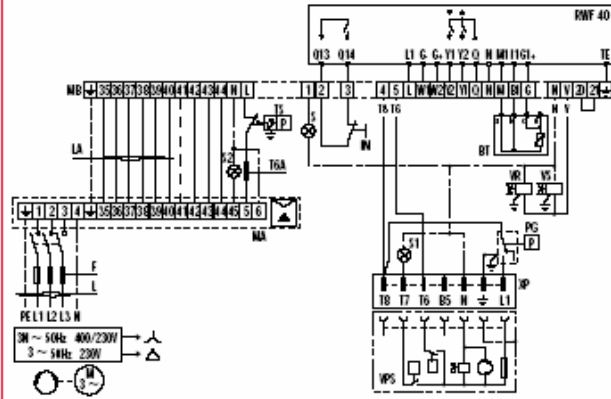 RWF 40
Q13 Q14 L1 G- G+ Y1 Y2 Q N M1 I1 G1+ TE
MB 35 36 37 38 39 40 41 42 43 44 N L 1 2 3 4 5 L W1 W2 Y2 Y1 Q N M B1 G N V 20 21
T8 T6
TS
P
S
IN
BT
LA
S2
T6A
VR VS
1 2 3 4 35 36 37 38 39 40 41 42 43 44 45 5 6
MA
PG
P
S1
F
L
XP
T8 T7 T6 B5 N L1
PE L1 L2 L3 N
3N ~ 50Hz 400/230V
3 ~ 50Hz 230V
VPS
M
3~